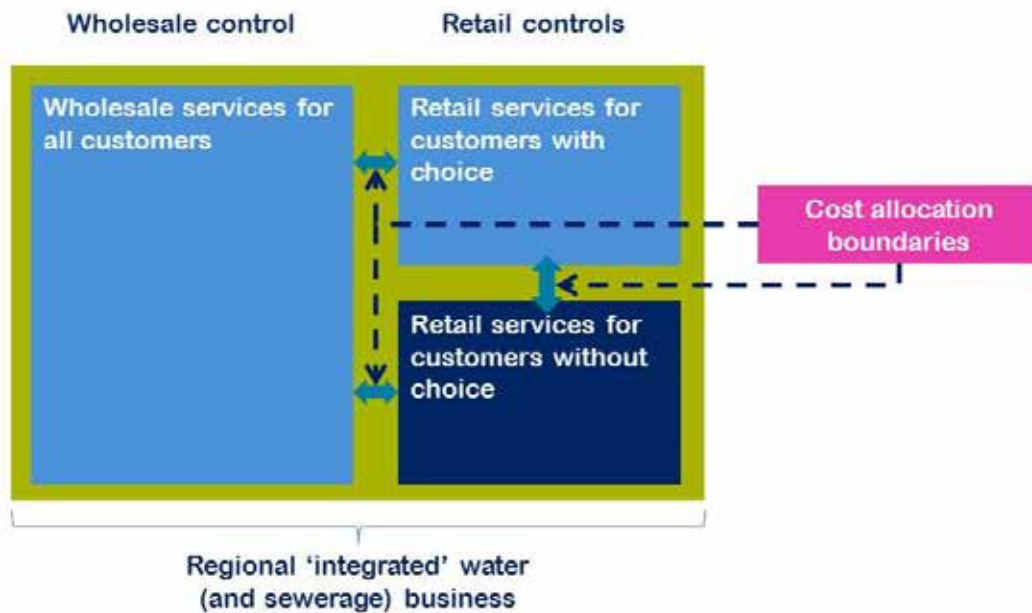 Wholesale control
Retail controls
Wholesale services for
all customers
Retail services for
customers with
choice
Cost allocation
boundaries
Retail services for
customers without
choice
Regional ‘integrated’ water
(and sewerage) business